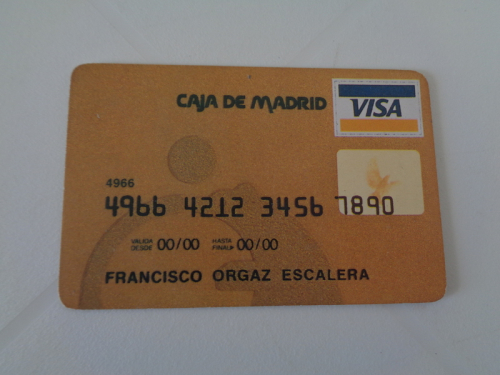 CAJA DE MADRID
VISA
4966
4966 4212 3456 7890
VALIDA DESDE 00/00 HASTA FINAL 00/00
FRANCISCO ORGAZ ESCALERA